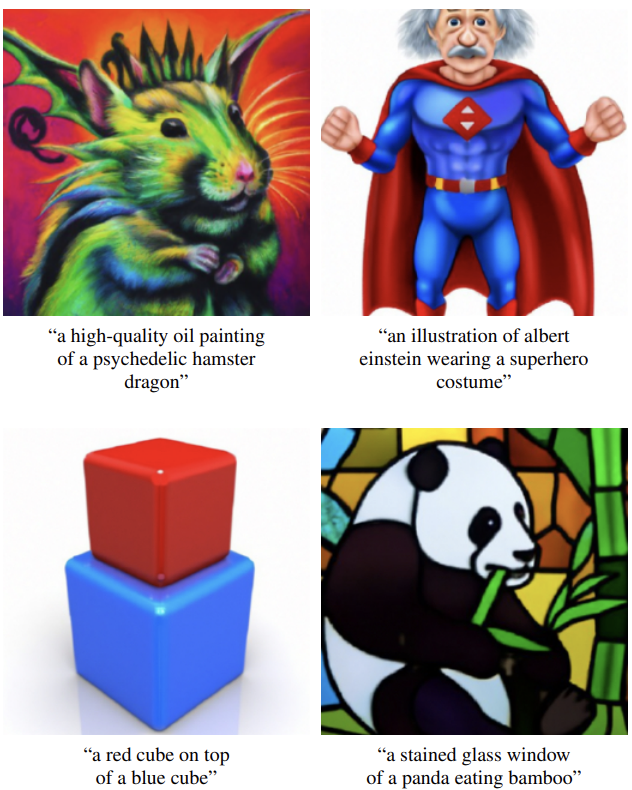 “a high-quality oil painting
of a psychedelic hamster
dragon”
“an illustration of albert
einstein wearing a superhero
costume”
“a red cube on top
of a blue cube”
“a stained glass window
of a panda eating bamboo”